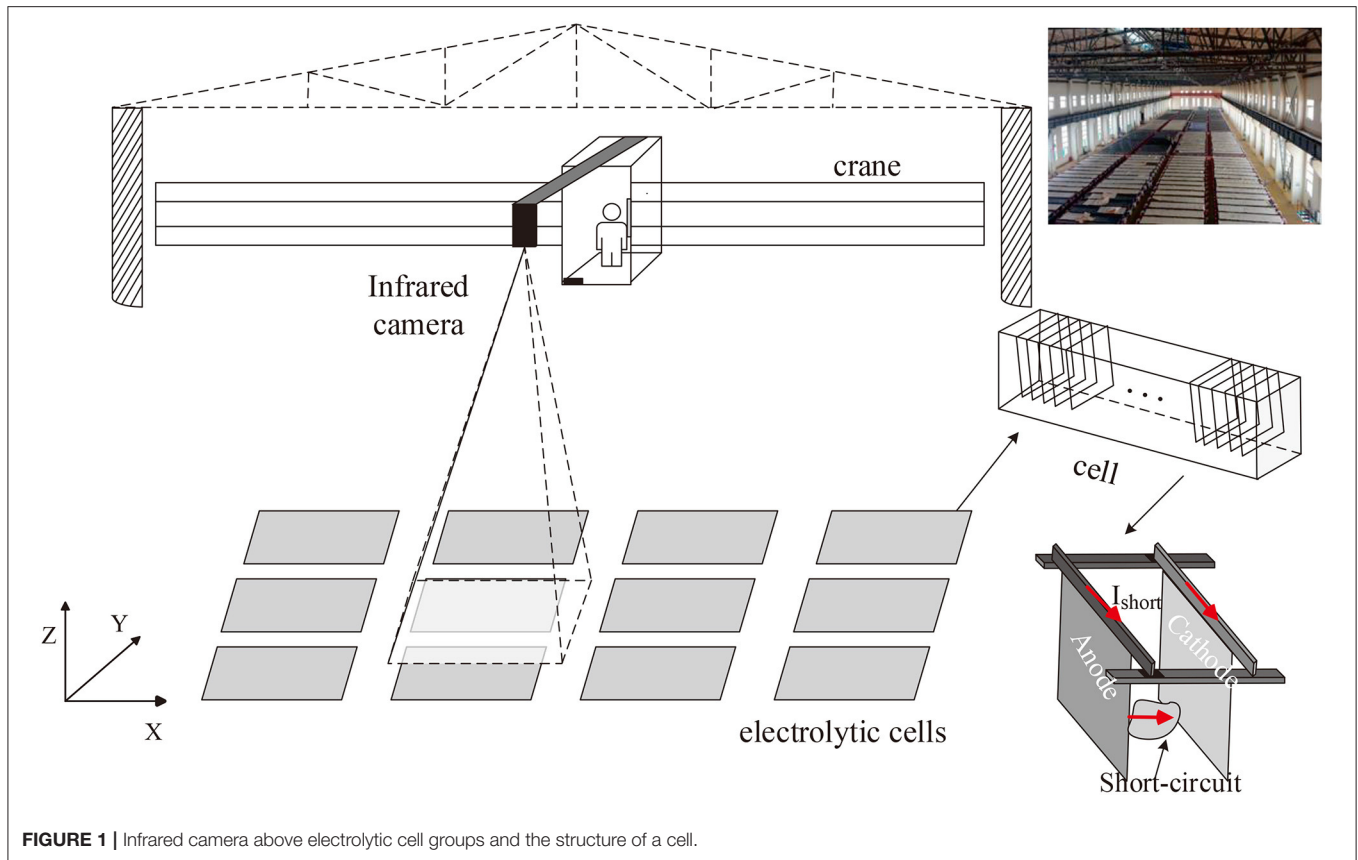 crane
Infrared
camera
cell
Z
Y
X
I_short
Anode
Cathode
electrolytic cells
Short-circuit
FIGURE 1 | Infrared camera above electrolytic cell groups and the structure of a cell.